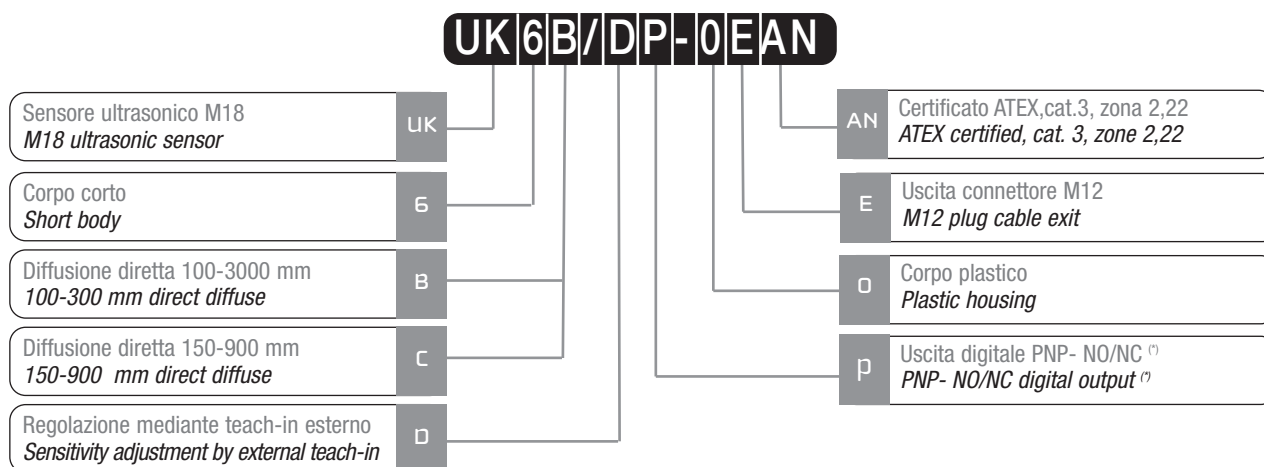 UK6B/DP-0EAN
Sensore ultrasonico M18
M18 ultrasonic sensor
UK
Corpo corto
Short body
6
Diffusione diretta 100-3000 mm
100-300 mm direct diffuse
B
Diffusione diretta 150-900 mm
150-900 mm direct diffuse
C
Regolazione mediante teach-in esterno
Sensitivity adjustment by external teach-in
D
AN
Certificato ATEX,cat.3, zona 2,22
ATEX certified, cat. 3, zone 2,22
E
Uscita connettore M12
M12 plug cable exit
0
Corpo plastico
Plastic housing
P
Uscita digitale PNP- NO/NC (*)
PNP- NO/NC digital output (*)